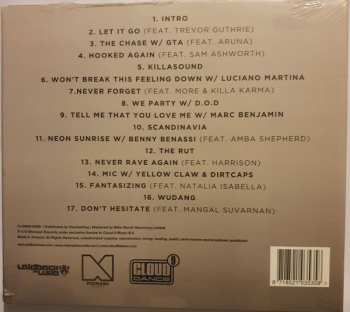 1. INTRO
2. LET IT GO (FEAT. TREVOR GUTHRIE)
3. THE CHASE W/ GTA (FEAT. ARUNA)
4. HOOKED AGAIN (FEAT. SAM ASHWORTH)
5. KILLASOUND
6. WON'T BREAK THIS FEELING DOWN W/ LUCIANO MARTINA
7.NEVER FORGET (FEAT. MORE & KILLA KARMA)
8. WE PARTY W/ D.O.D
9. TELL ME THAT YOU LOVE ME W/ MARC BENJAMIN
10. SCANDINAVIA
11. NEON SUNRISE W/ BENNY BENASSI (FEAT. AMBA SHEPHERD)
12. THE RUT
13. NEVER RAVE AGAIN (FEAT. HARRISON)
14. MIC W/ YELLOW CLAW & DIRTCAPS
15. FANTASIZING (FEAT. NATALIA ISABELLA)
16. WUDANG
17. DON'T HESITATE (FEAT. MANGAL SUVARNAN)
LAIDBACK LUKE
CLOUD 9
DANCE